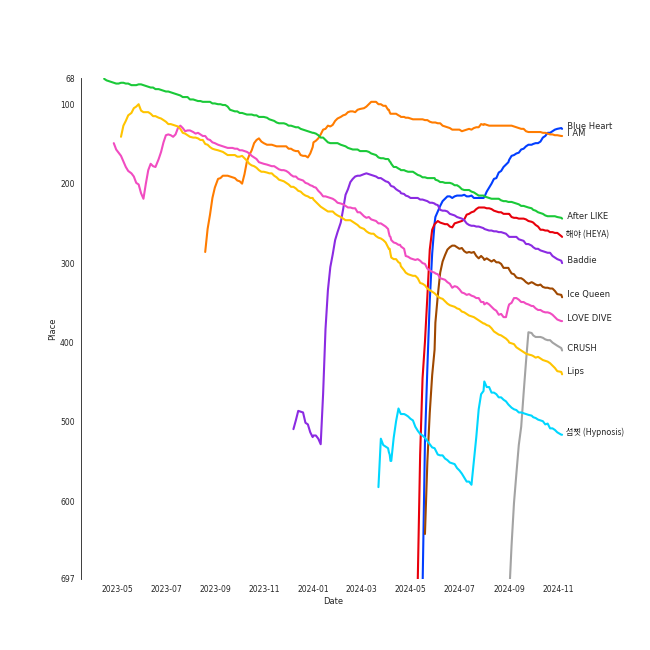 68
100
200
300
400
500
600
697
Place
2023-05
2023-07
2023-09
2023-11
2024-01
2024-03
2024-05
2024-07
2024-09
2024-11
Date
Blue Heart
I AM
After LIKE
해야 (HEYA)
Baddie
Ice Queen
LOVE DIVE
CRUSH
Lips
섬찟 (Hypnosis)